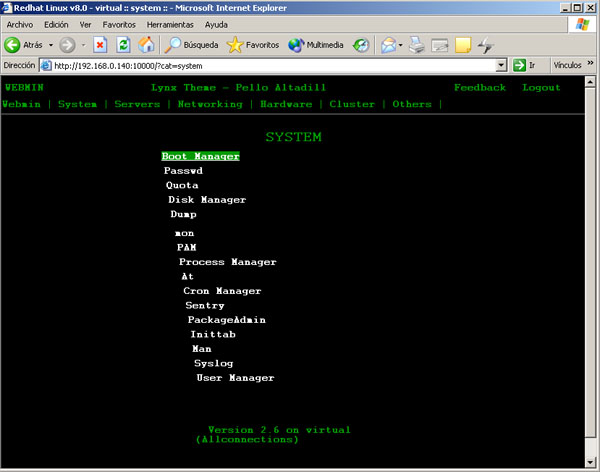 Redhat Linux v8.0 - virtual :: system :: - Microsoft Internet Explorer
Archivo Edición Ver Favoritos Herramientas Ayuda
Atrás Búsqueda Favoritos Multimedia
Dirección http://192.168.0.140:10000/?cat=system Ir Vínculos »
WEBMIN Lynx Theme - Pello Altadill Feedback Logout
Webmin | System | Servers | Networking | Hardware | Cluster | Others |
SYSTEM
Boot Manager
Passwd
Quota
Disk Manager
Dump
mon
PAM
Process Manager
At
Cron Manager
Sentry
PackageAdmin
Inittab
Man
Syslog
User Manager
Version 2.6 on virtual
(Allconnections)